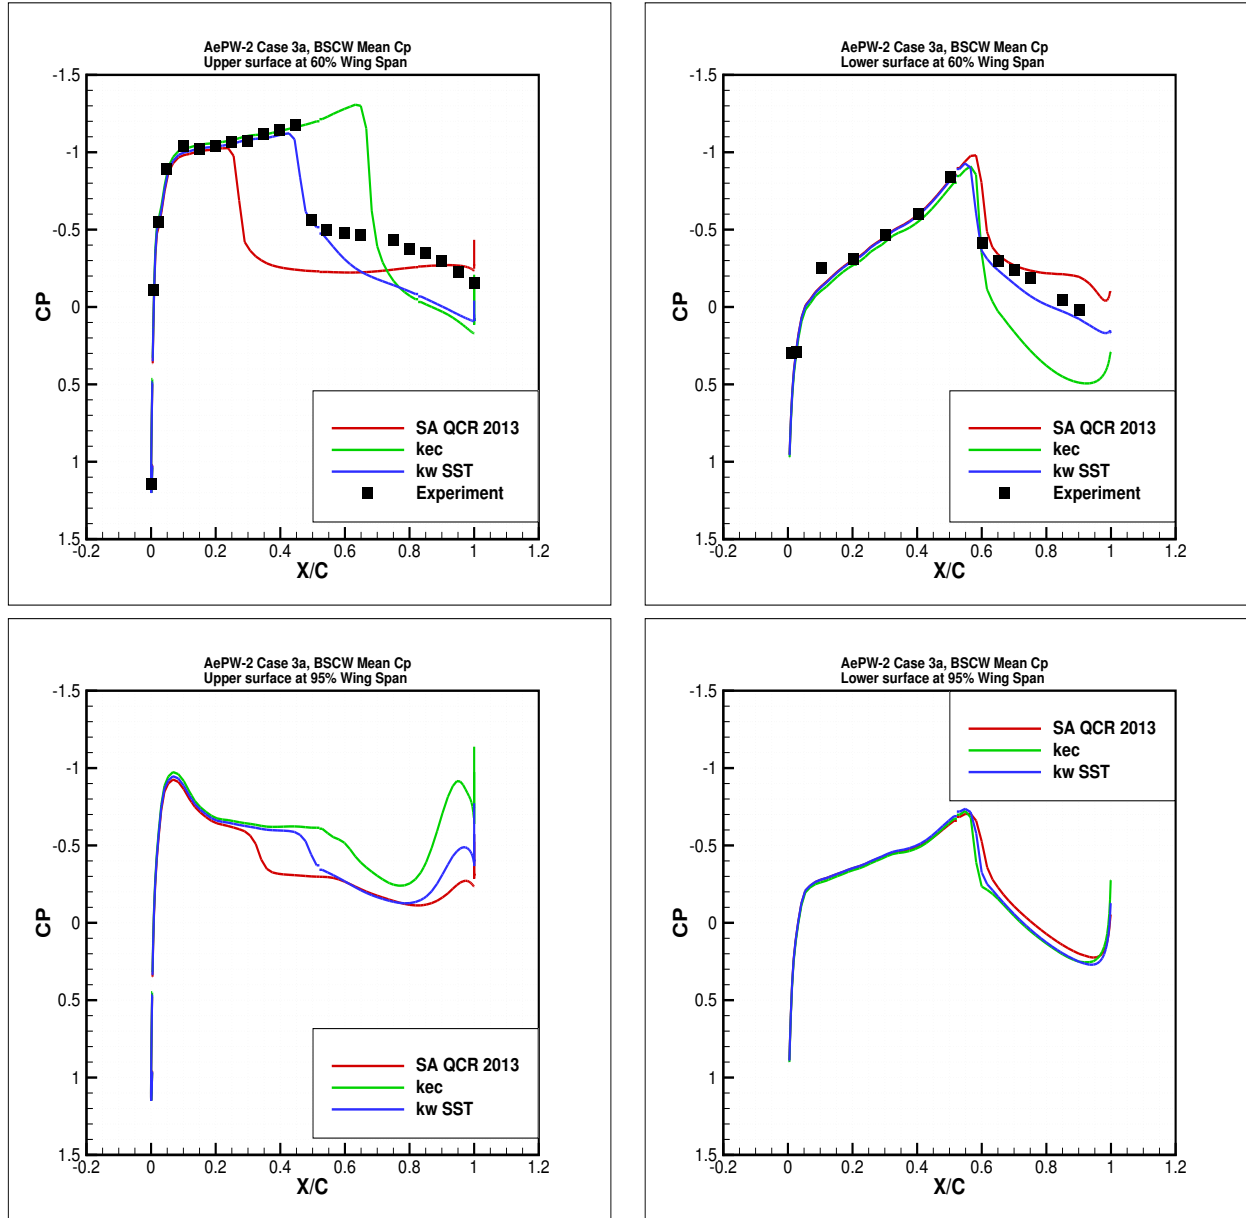 AePW-2 Case 3a, BSCW Mean Cp
Upper surface at 60% Wing Span
-1.5
-1
-0.5
0
0.5
1
1.5
CP
-0.2 0 0.2 0.4 0.6 0.8 1 1.2
X/C
SA QCR 2013
kec
kw SST
Experiment
AePW-2 Case 3a, BSCW Mean Cp
Lower surface at 60% Wing Span
-1.5
-1
-0.5
0
0.5
1
1.5
CP
-0.2 0 0.2 0.4 0.6 0.8 1 1.2
X/C
SA QCR 2013
kec
kw SST
Experiment
AePW-2 Case 3a, BSCW Mean Cp
Upper surface at 95% Wing Span
-1.5
-1
-0.5
0
0.5
1
1.5
CP
-0.2 0 0.2 0.4 0.6 0.8 1 1.2
X/C
SA QCR 2013
kec
kw SST
AePW-2 Case 3a, BSCW Mean Cp
Lower surface at 95% Wing Span
-1.5
-1
-0.5
0
0.5
1
1.5
CP
-0.2 0 0.2 0.4 0.6 0.8 1 1.2
X/C
SA QCR 2013
kec
kw SST